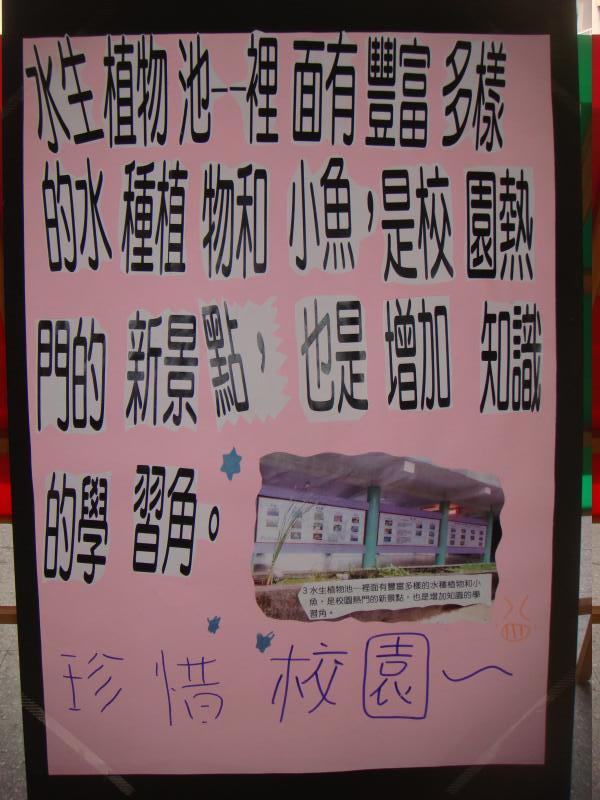 水生植物池--裡面有豐富多樣
的水種植物和小魚,是校園熱
門的新景點,也是增加知識
的學習角。
3水生植物池—裡面有豐富多樣的水種植物和小
魚,是校園熱門的新景點,也是增加知識的學
習角。
珍惜校園~